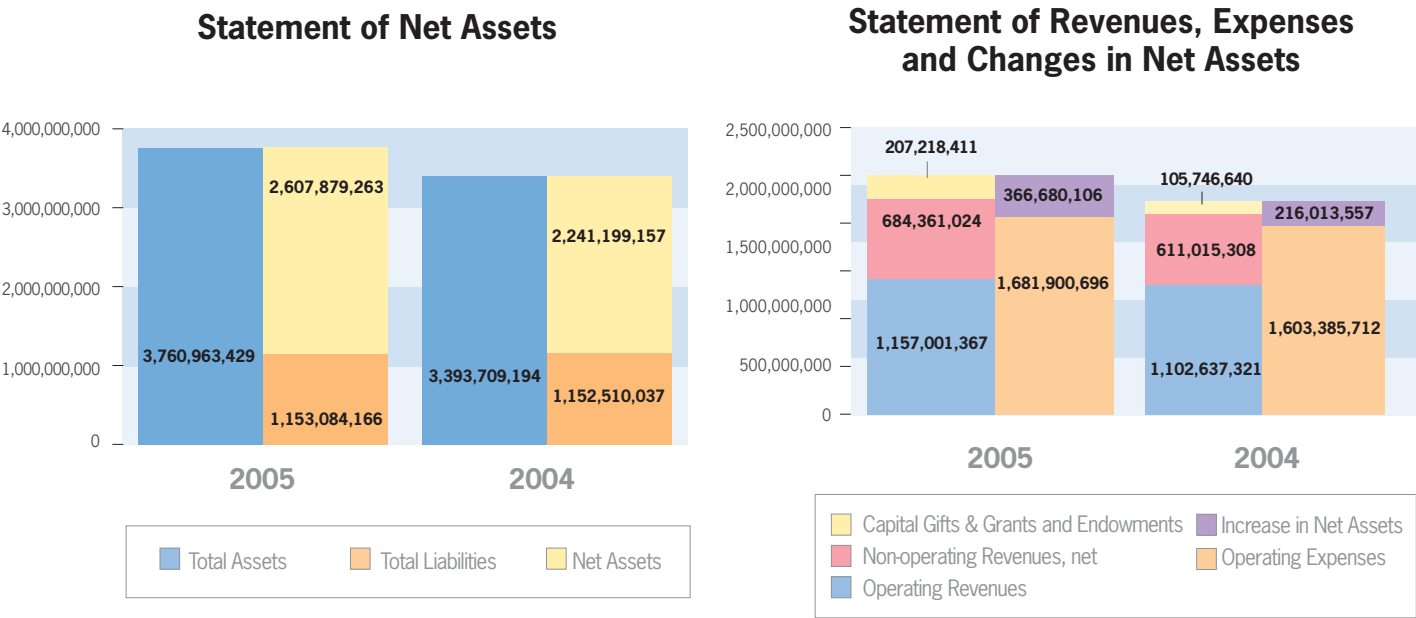 Statement of Net Assets
4,000,000,000
3,000,000,000
2,000,000,000
1,000,000,000
0
2,607,879,263
3,760,963,429
1,153,084,166
2,241,199,157
3,393,709,194
1,152,510,037
2005
2004
Total Assets
Total Liabilities
Net Assets
Statement of Revenues, Expenses
and Changes in Net Assets
2,500,000,000
2,000,000,000
1,500,000,000
1,000,000,000
500,000,000
0
207,218,411
366,680,106
684,361,024
1,681,900,696
1,157,001,367
105,746,640
216,013,557
611,015,308
1,603,385,712
1,102,637,321
2005
2004
Capital Gifts & Grants and Endowments
Increase in Net Assets
Non-operating Revenues, net
Operating Expenses
Operating Revenues